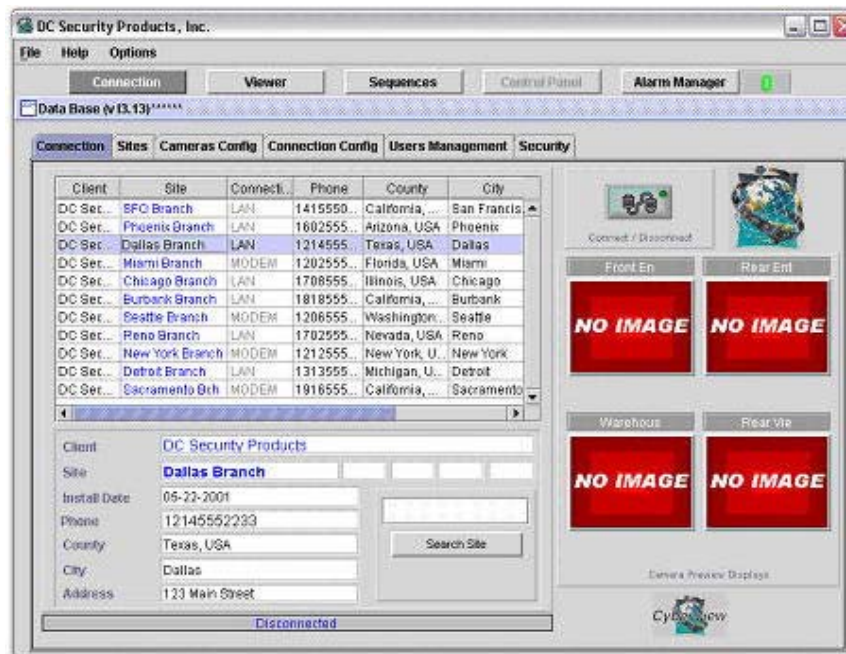 DC Security Products, Inc.
File Help Options
Connection Viewer Sequences Control Panel Alarm Manager 0
Data Base (v I3.13)******
Connection Sites Cameras Config Connection Config Users Management Security
Client Site Connecti... Phone County City
DC Sec... SFO Branch LAN 1415550... California, ... San Francis
DC Sec... Phoenix Branch LAN 1602555... Arizona, USA Phoenix
DC Sec... Dallas Branch LAN 1214555... Texas, USA Dallas
DC Sec... Miami Branch MODEM 1202555... Florida, USA Miami
DC Sec... Chicago Branch LAN 1708555... Illinois, USA Chicago
DC Sec... Burbank Branch LAN 1818555... California, ... Burbank
DC Sec... Seattle Branch MODEM 1206555... Washington... Seattle
DC Sec... Reno Branch LAN 1702555... Nevada, USA Reno
DC Sec... New York Branch MODEM 1212555... New York, U... New York
DC Sec... Detroit Branch LAN 1313555... Michigan, U... Detroit
DC Sec... Sacramento Bch MODEM 1916555... California, ... Sacramento
Connect / Disconnect
Front En Rear Ent
NO IMAGE NO IMAGE
Warehous Rear Vie
NO IMAGE NO IMAGE
Camera Preview Displays
Client DC Security Products
Site Dallas Branch
Install Date 05-22-2001
Phone 12145552233
County Texas, USA
City Dallas
Address 123 Main Street
Search Site
Disconnected
CyberView